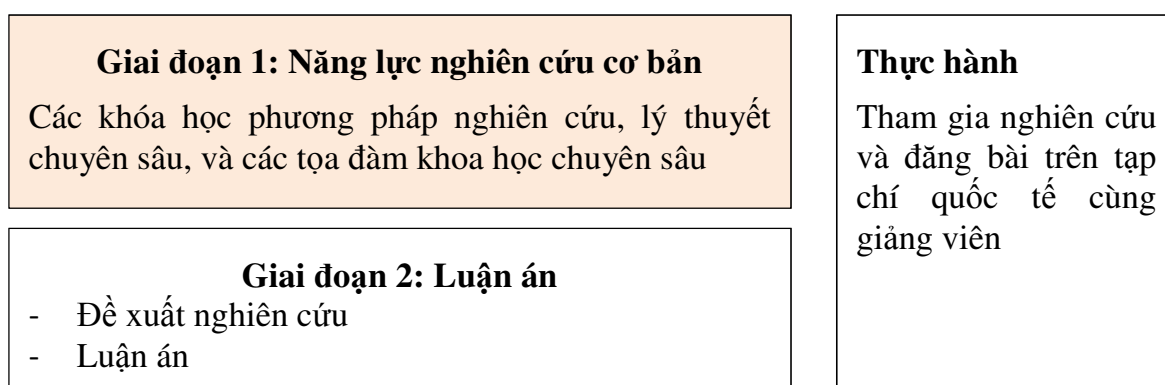 Giai đoạn 1: Năng lực nghiên cứu cơ bản
Các khóa học phương pháp nghiên cứu, lý thuyết
chuyên sâu, và các tọa đàm khoa học chuyên sâu
Giai đoạn 2: Luận án
- Đề xuất nghiên cứu
- Luận án
Thực hành
Tham gia nghiên cứu
và đăng bài trên tạp
chí quốc tế cùng
giảng viên